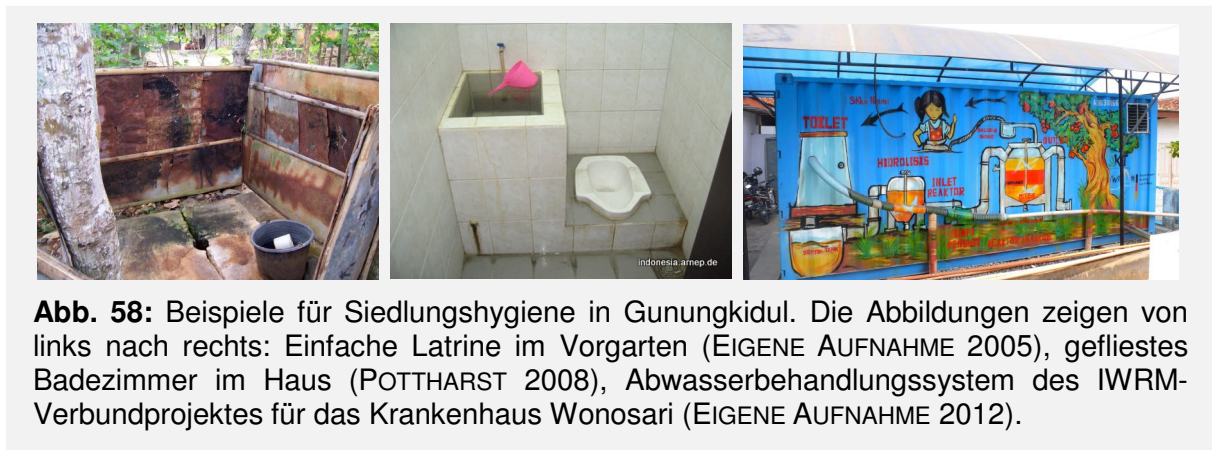 indonesia.arnep.de
TOILET
HIDROLISIS
INLET
REAKTOR
Abb. 58: Beispiele für Siedlungshygiene in Gunungkidul. Die Abbildungen zeigen von
links nach rechts: Einfache Latrine im Vorgarten (EIGENE AUFNAHME 2005), gefliestes
Badezimmer im Haus (POTTHARST 2008), Abwasserbehandlungssystem des IWRM-
Verbundprojektes für das Krankenhaus Wonosari (EIGENE AUFNAHME 2012).